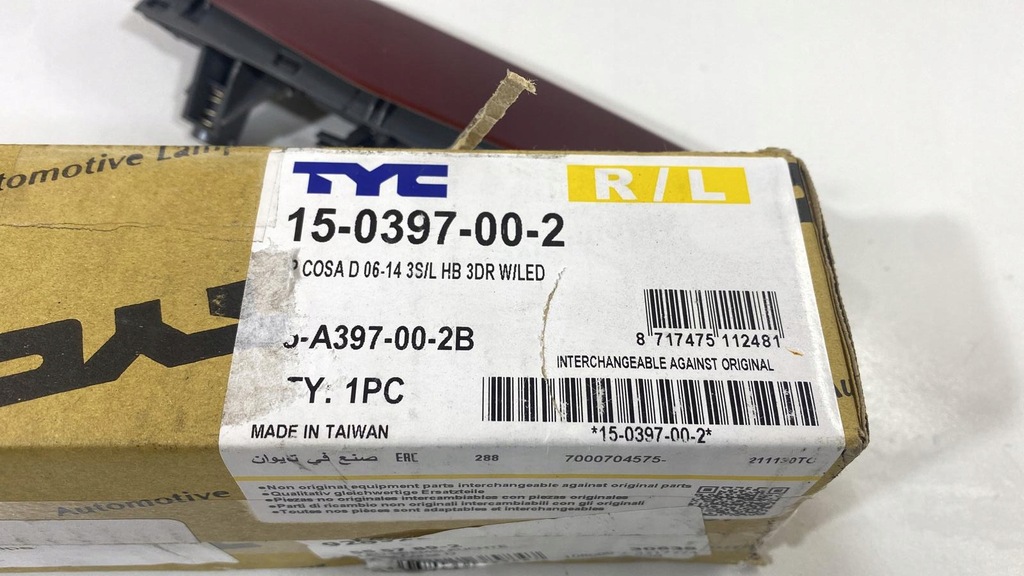 Automotive
TYC
R/L
15-0397-00-2
COSA D 06-14 3S/L HB 3DR W/LED
-A397-00-2B
8 717475 112481
INTERCHANGEABLE AGAINST ORIGINAL
TY: 1PC
*15-0397-00-2*
MADE IN TAIWAN
صنع في تايوان EAC 288 7000704575-
•Non original equipment parts interchangeable against original parts
•Qualitativ gleichwertige Ersatzteile
•Piezas no originales intercambiables con piezas originales
•Parti di ricambio non originali intercambiabili con gli originali
•Toutes nos pièces sont adaptables et interchangeables
Automotive